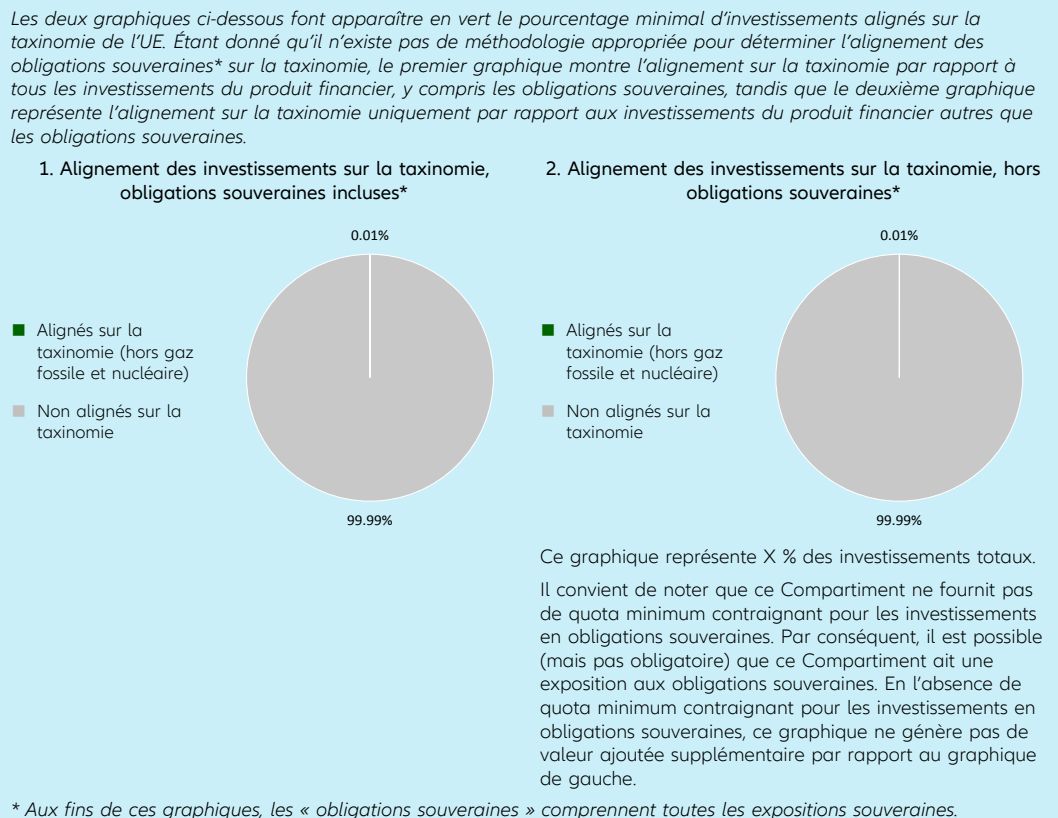 Les deux graphiques ci-dessous font apparaître en vert le pourcentage minimal d’investissements alignés sur la
taxinomie de l’UE. Étant donné qu’il n’existe pas de méthodologie appropriée pour déterminer l’alignement des
obligations souveraines* sur la taxinomie, le premier graphique montre l’alignement sur la taxinomie par rapport à
tous les investissements du produit financier, y compris les obligations souveraines, tandis que le deuxième graphique
représente l’alignement sur la taxinomie uniquement par rapport aux investissements du produit financier autres que
les obligations souveraines.
1. Alignement des investissements sur la taxinomie,
obligations souveraines incluses*
0.01%
Alignés sur la
taxinomie (hors gaz
fossile et nucléaire)
Non alignés sur la
taxinomie
99.99%
2. Alignement des investissements sur la taxinomie, hors
obligations souveraines*
0.01%
Alignés sur la
taxinomie (hors gaz
fossile et nucléaire)
Non alignés sur la
taxinomie
99.99%
Ce graphique représente X % des investissements totaux.
Il convient de noter que ce Compartiment ne fournit pas
de quota minimum contraignant pour les investissements
en obligations souveraines. Par conséquent, il est possible
(mais pas obligatoire) que ce Compartiment ait une
exposition aux obligations souveraines. En l’absence de
quota minimum contraignant pour les investissements en
obligations souveraines, ce graphique ne génère pas de
valeur ajoutée supplémentaire par rapport au graphique
de gauche.
* Aux fins de ces graphiques, les « obligations souveraines » comprennent toutes les expositions souveraines.